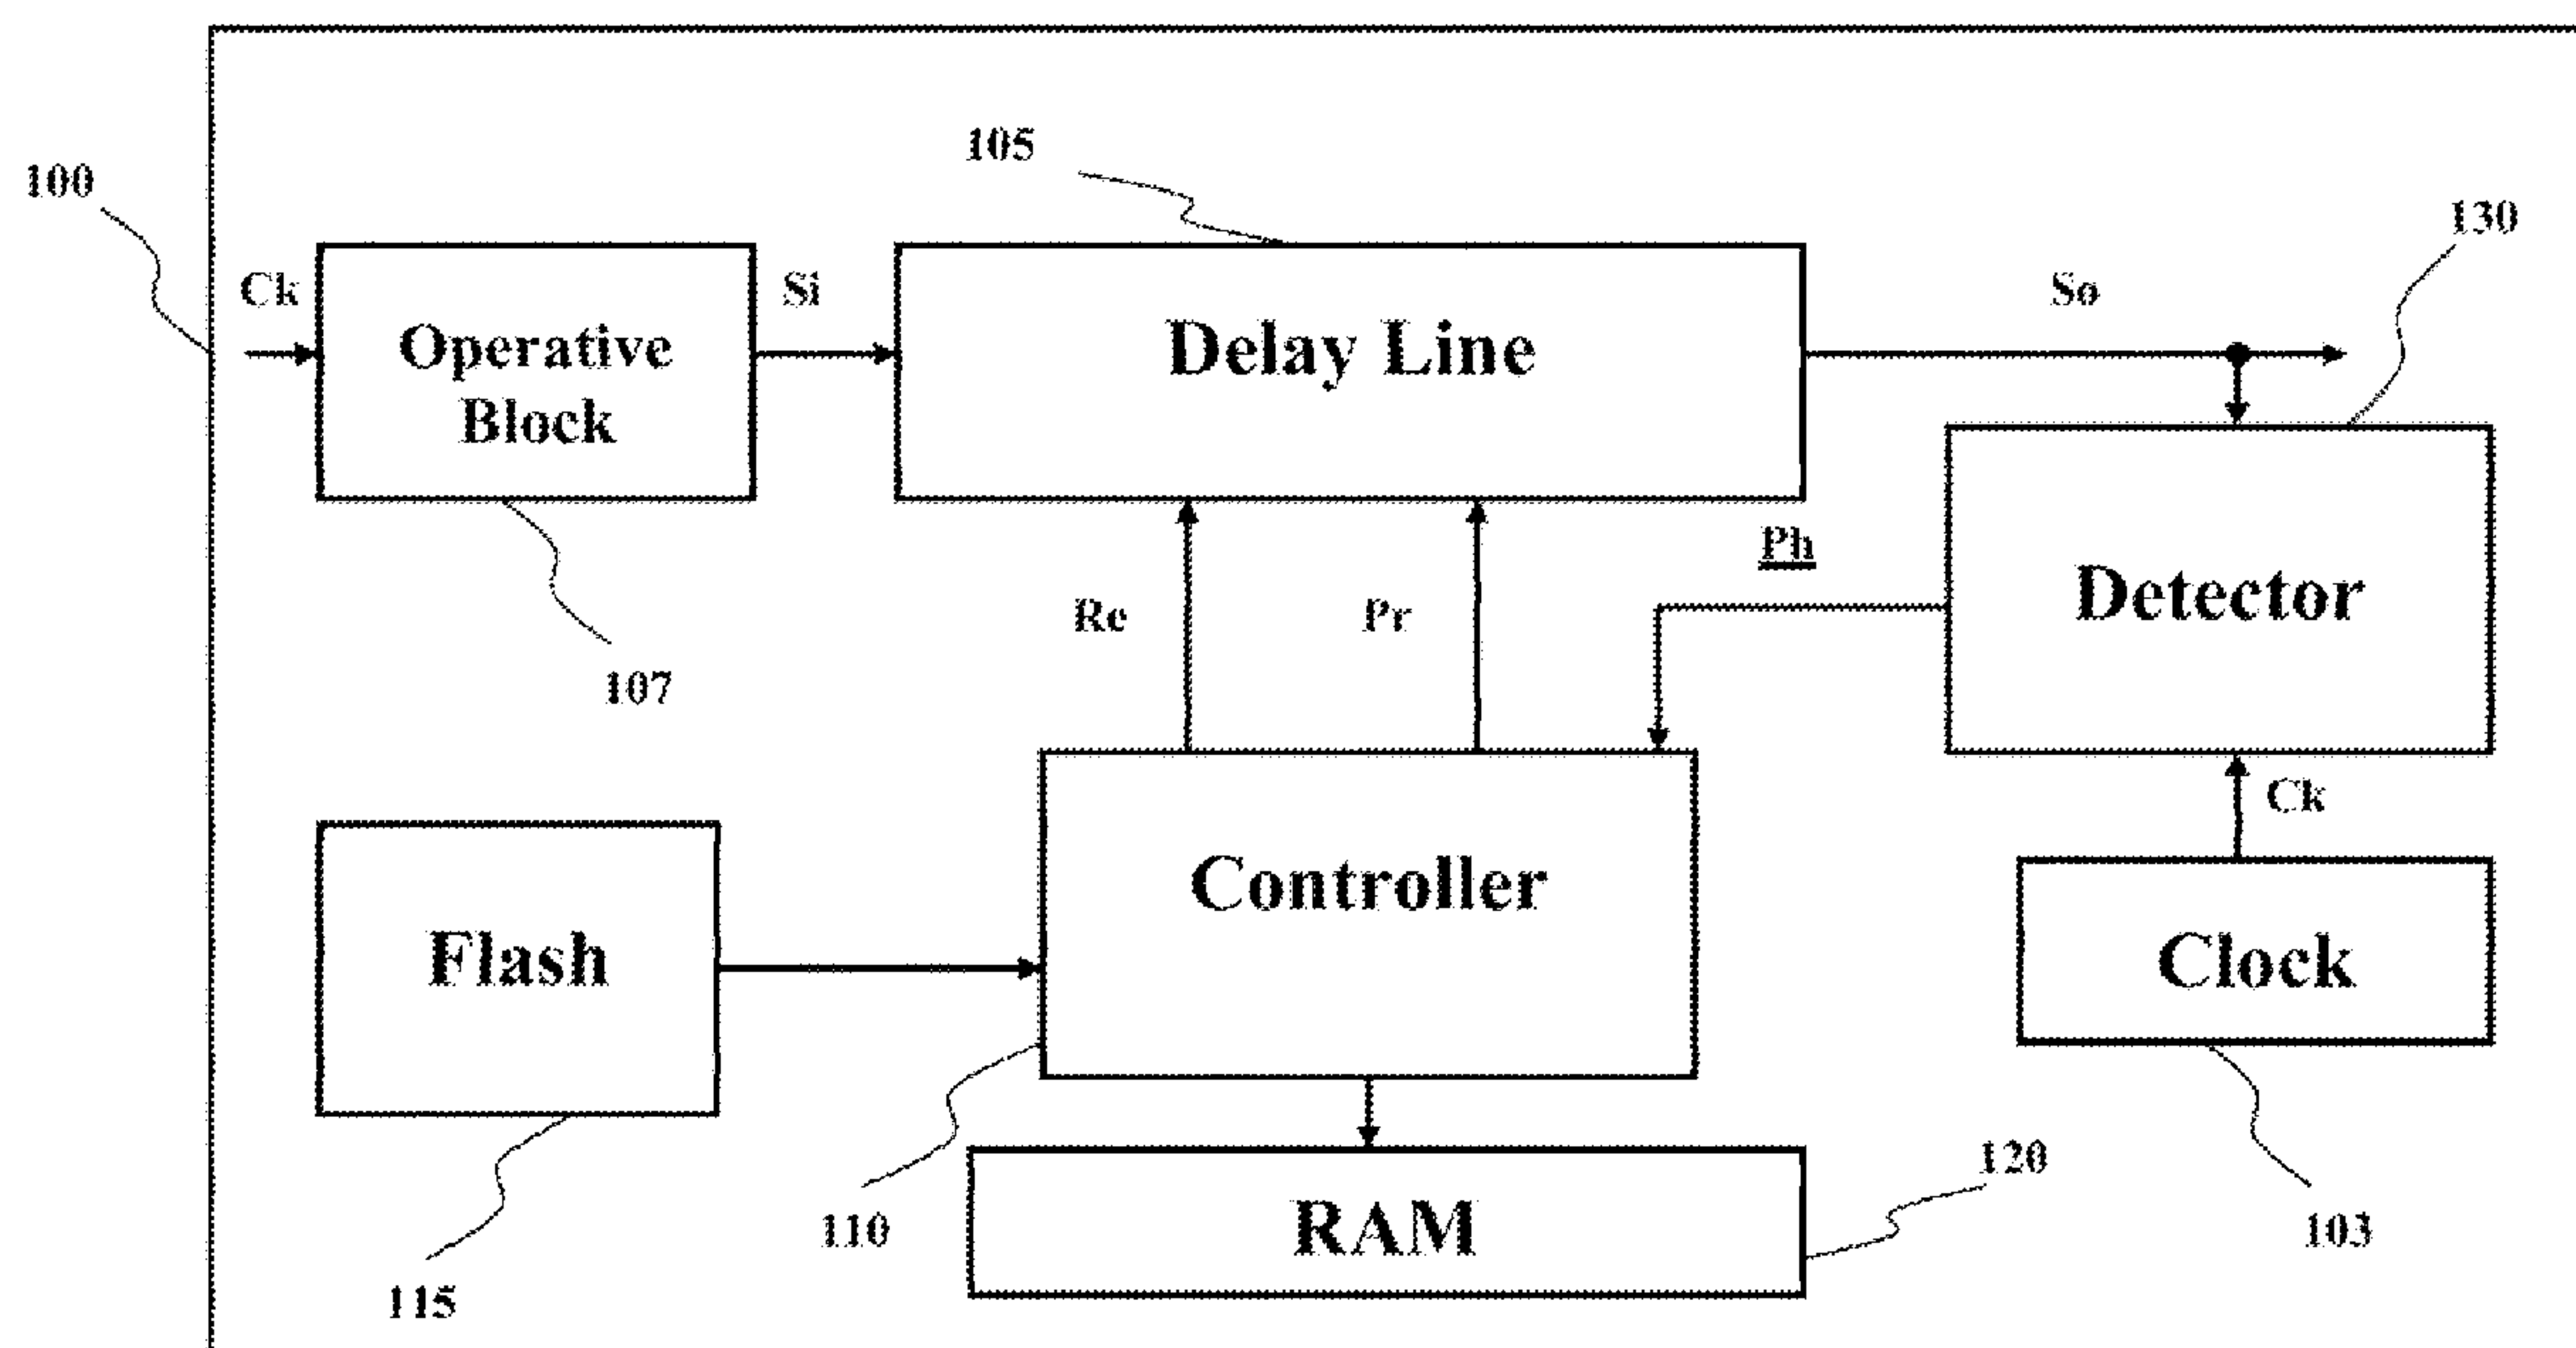 105
100
130
Ck
Si
So
Operative
Block
Delay Line
Ph
Detector
Re
Pr
107
Ck
Controller
Flash
Clock
120
110
RAM
103
115